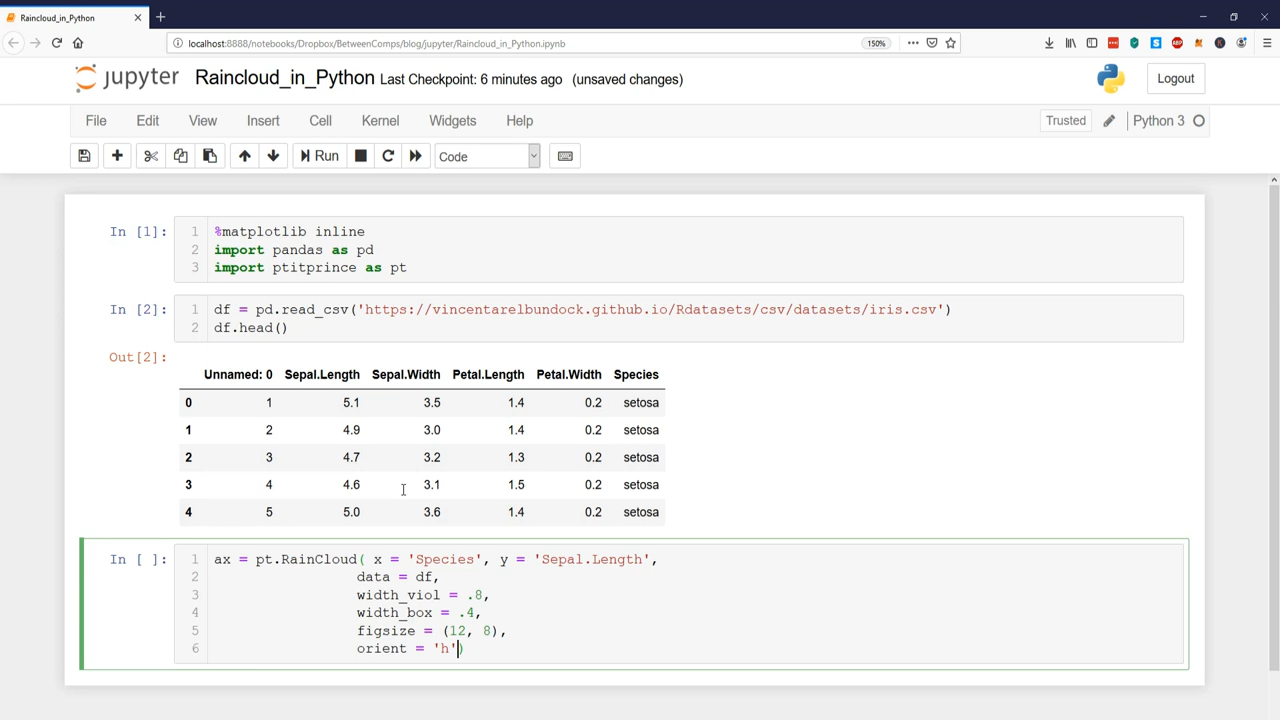 Raincloud_in_Python
localhost:8888/notebooks/Dropbox/BetweenComps/blog/jupyter/Raincloud_in_Python.ipynb
150%
jupyter Raincloud_in_Python Last Checkpoint: 6 minutes ago (unsaved changes)
Logout
File Edit View Insert Cell Kernel Widgets Help
Trusted
Python 3
Run
Code
In [1]:
1 %matplotlib inline
2 import pandas as pd
3 import ptitprince as pt
In [2]:
1 df = pd.read_csv('https://vincentarelbundock.github.io/Rdatasets/csv/datasets/iris.csv')
2 df.head()
Out[2]:
Unnamed: 0 Sepal.Length Sepal.Width Petal.Length Petal.Width Species
0 1 5.1 3.5 1.4 0.2 setosa
1 2 4.9 3.0 1.4 0.2 setosa
2 3 4.7 3.2 1.3 0.2 setosa
3 4 4.6 3.1 1.5 0.2 setosa
4 5 5.0 3.6 1.4 0.2 setosa
In [ ]:
1 ax = pt.RainCloud( x = 'Species', y = 'Sepal.Length',
2 data = df,
3 width_viol = .8,
4 width_box = .4,
5 figsize = (12, 8),
6 orient = 'h')